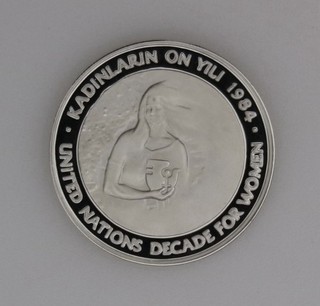 KADINLARIN ON YILI 1984
UNITED NATIONS DECADE FOR WOMEN